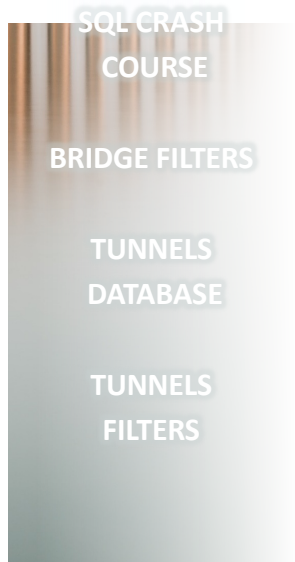 SQL CRASH
COURSE
BRIDGE FILTERS
TUNNELS
DATABASE
TUNNELS
FILTERS